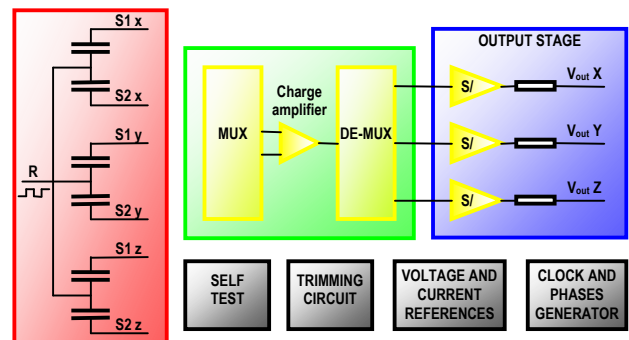 S1 x
S2 x
S1 y
R
S2 y
S1 z
S2 z
MUX
Charge
amplifier
DE-MUX
OUTPUT STAGE
S/
Vout X
S/
Vout Y
S/
Vout Z
SELF
TEST
TRIMMING
CIRCUIT
VOLTAGE AND
CURRENT
REFERENCES
CLOCK AND
PHASES
GENERATOR